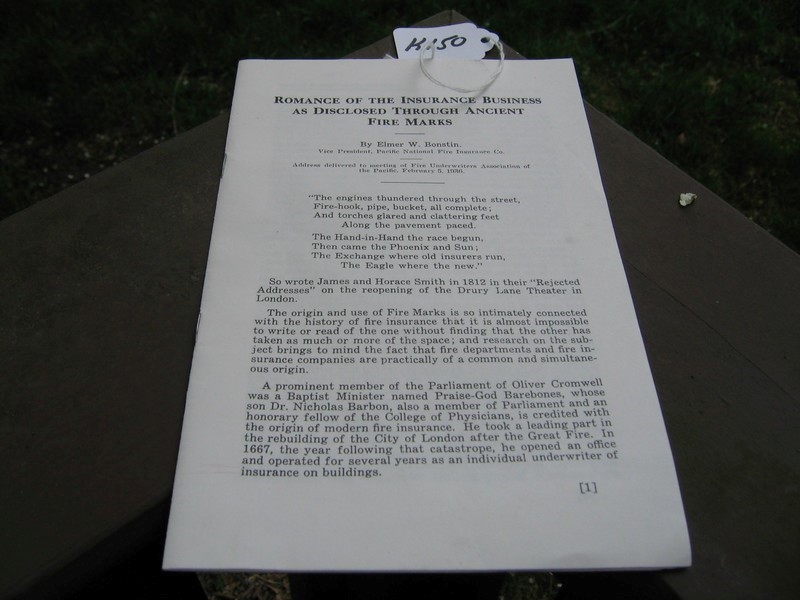 K150
ROMANCE OF THE INSURANCE BUSINESS
AS DISCLOSED THROUGH ANCIENT
FIRE MARKS
By Elmer W. Bonstin.
Vice President, Pacific National Fire Insurance Co.
Address delivered to meeting of Fire Underwriters Association of
the Pacific, February 5, 1930.
"The engines thundered through the street,
Fire-hook, pipe, bucket, all complete;
And torches glared and clattering feet
Along the pavement paced.
The Hand-in-Hand the race begun,
Then came the Phoenix and Sun;
The Exchange where old insurers run,
The Eagle where the new."
So wrote James and Horace Smith in 1812 in their "Rejected
Addresses" on the reopening of the Drury Lane Theater in
London.
The origin and use of Fire Marks is so intimately connected
with the history of fire insurance that it is almost impossible
to write or read of the one without finding that the other has
taken as much or more of the space; and research on the sub-
ject brings to mind the fact that fire departments and fire in-
surance companies are practically of a common and simultane-
ous origin.
A prominent member of the Parliament of Oliver Cromwell
was a Baptist Minister named Praise-God Barebones, whose
son Dr. Nicholas Barbon, also a member of Parliament and an
honorary fellow of the College of Physicians, is credited with
the origin of modern fire insurance. He took a leading part in
the rebuilding of the City of London after the Great Fire. In
1667, the year following that catastrope, he opened an office
and operated for several years as an individual underwriter of
insurance on buildings.
[1]